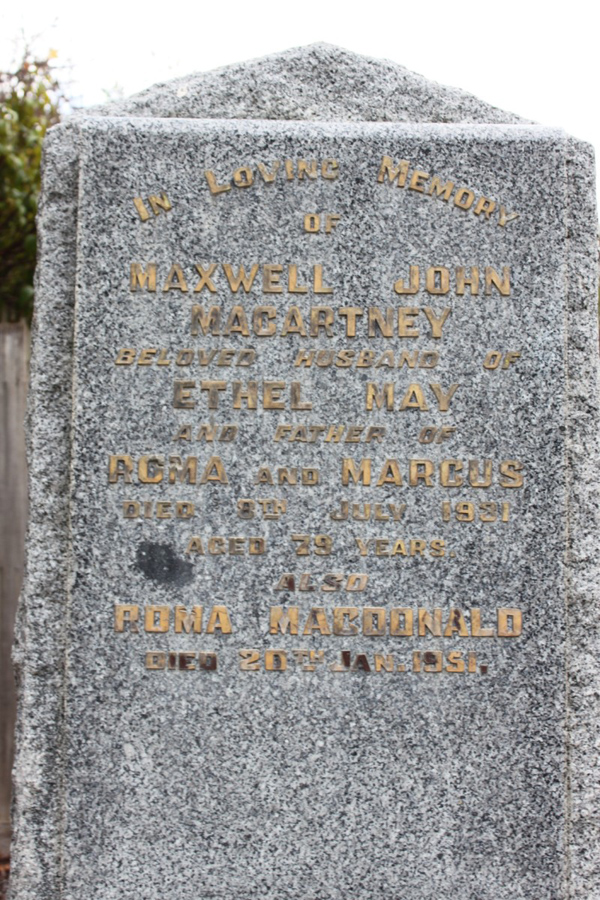 IN LOVING MEMORY
OF
MAXWELL JOHN
MACARTNEY
BELOVED HUSBAND OF
ETHEL MAY
AND FATHER OF
ROMA AND MARCUS
DIED 8TH JULY 1931
AGED 79 YEARS.
ALSO
ROMA MACDONALD
DIED 20TH JAN. 1951.